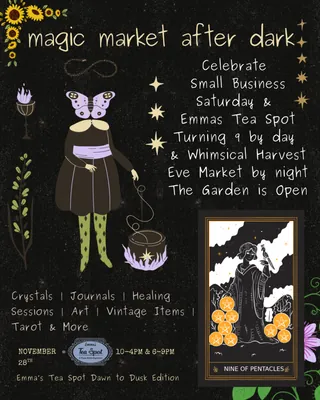 magic market after dark
Celebrate
Small Business
Saturday &
Emmas Tea Spot
Turning 9 by day
& Whimsical Harvest
Eve Market by night
The Garden is Open
Crystals | Journals | Healing
Sessions | Art | Vintage Items |
Tarot & More
NINE OF PENTACLES
NOVEMBER
28TH
Emma's
Tea Spot
10-4PM & 6-9PM
Emma's Tea Spot Dawn to Dusk Edition